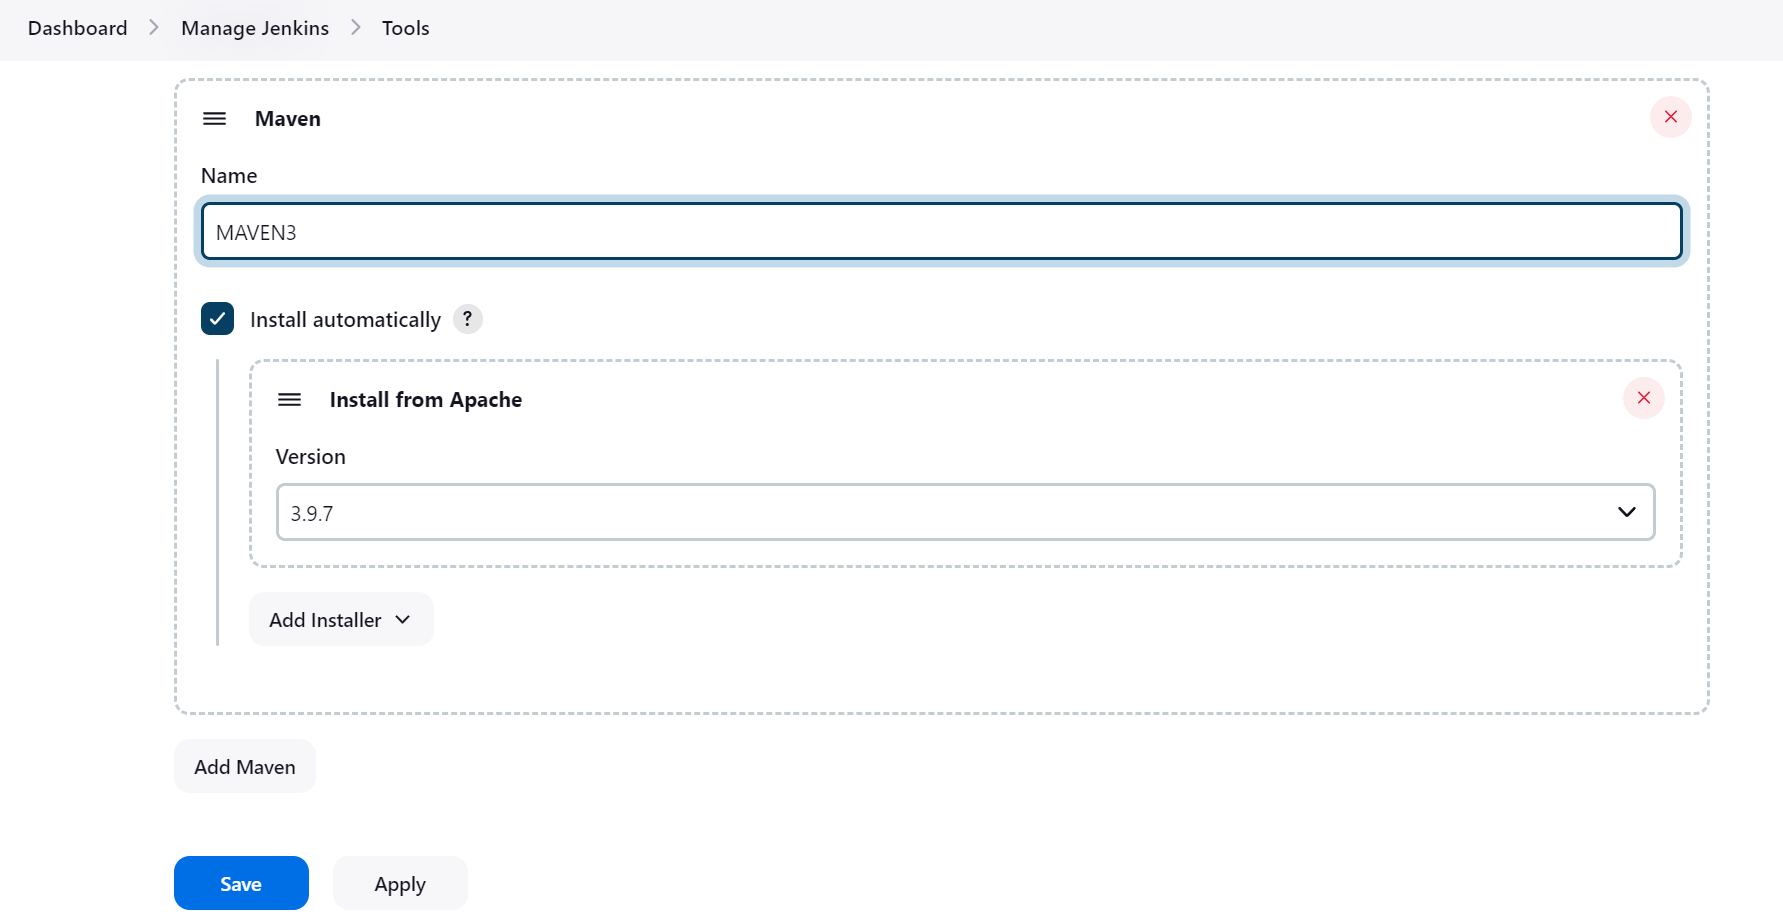 Dashboard > Manage Jenkins > Tools
Maven
Name
MAVEN3
Install automatically ?
Install from Apache
Version
3.9.7
Add Installer
Add Maven
Save Apply